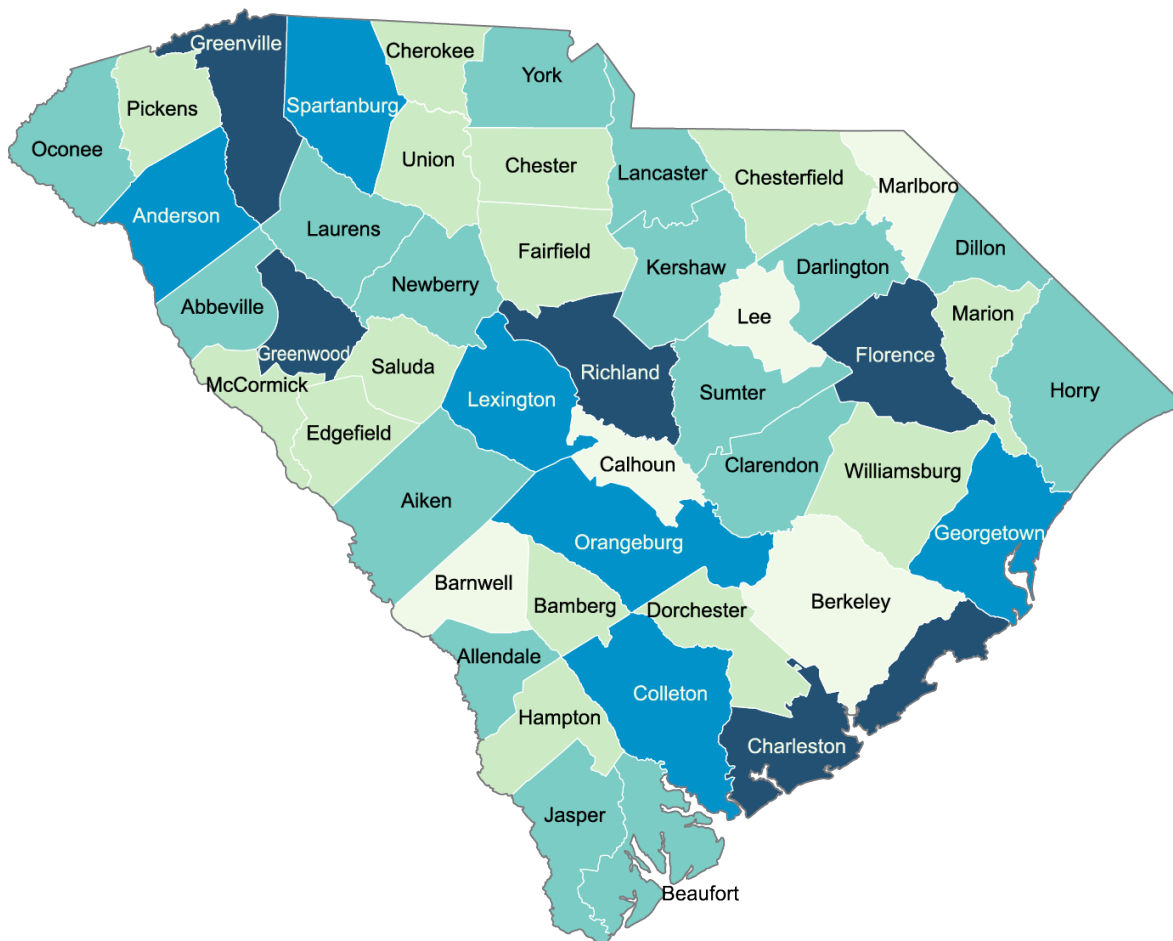 Greenville
Cherokee
York
Pickens
Spartanburg
Oconee
Union
Chester
Lancaster
Chesterfield
Marlboro
Anderson
Laurens
Fairfield
Kershaw
Darlington
Dillon
Newberry
Abbeville
Lee
Marion
Greenwood
Saluda
Richland
Florence
McCormick
Lexington
Sumter
Horry
Edgefield
Calhoun
Clarendon
Williamsburg
Aiken
Orangeburg
Georgetown
Barnwell
Bamberg
Dorchester
Berkeley
Allendale
Colleton
Hampton
Charleston
Jasper
Beaufort